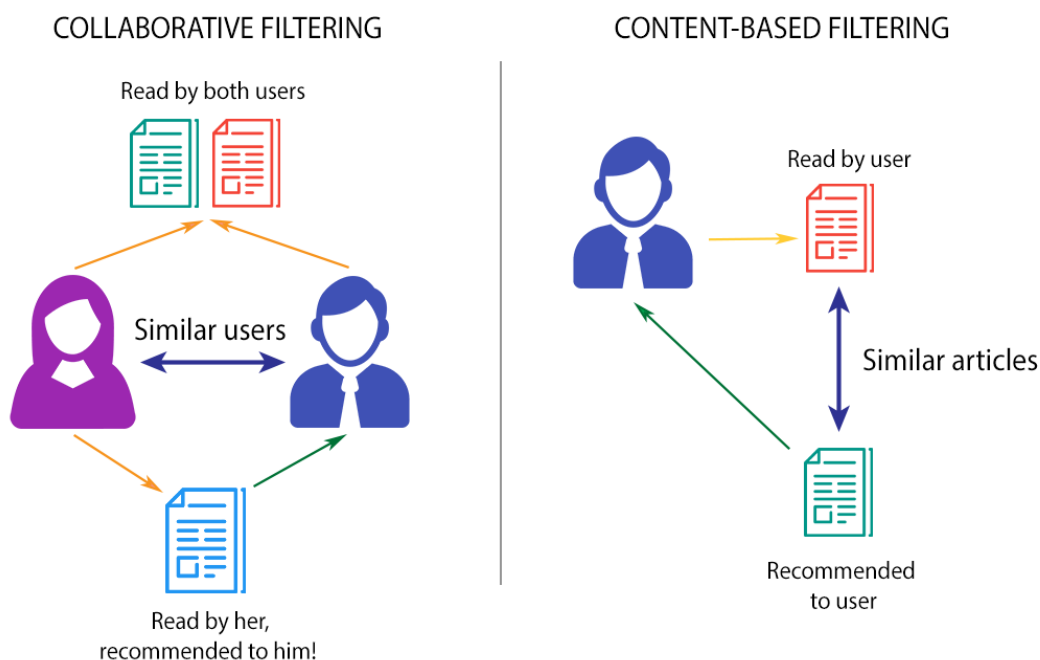 COLLABORATIVE FILTERING
Read by both users
Similar users
Read by her,
recommended to him!
CONTENT-BASED FILTERING
Read by user
Similar articles
Recommended
to user